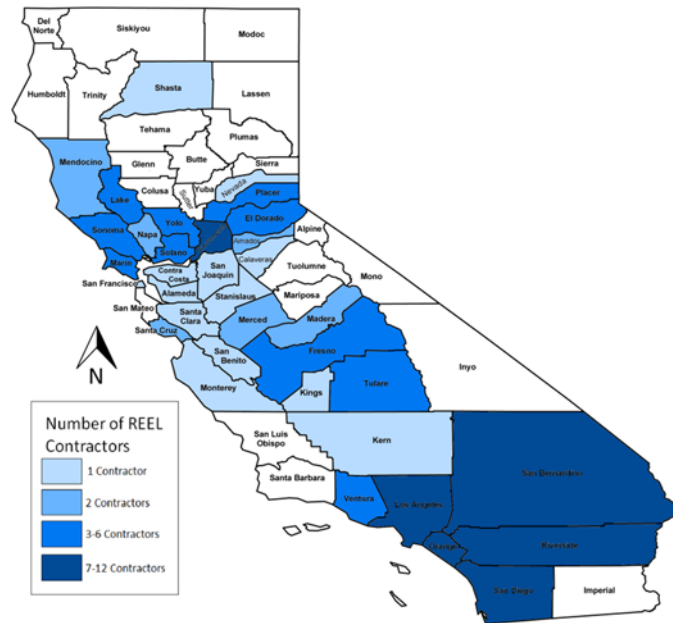 Del
Norte
Siskiyou
Modoc
Humboldt
Trinity
Shasta
Lassen
Tehama
Plumas
Mendocino
Glenn
Butte
Sierra
Lake
Colusa
Sutter
Yuba
Nevada
Placer
Yolo
El Dorado
Sonoma
Napa
Solano
Amador
Alpine
Marin
Calaveras
Contra
Costa
San
Joaquin
Tuolumne
Mono
San Francisco
Alameda
Stanislaus
Mariposa
San Mateo
Santa
Clara
Merced
Madera
Santa Cruz
Fresno
San
Benito
N
Inyo
Monterey
Kings
Tulare
San Luis
Obispo
Kern
San Bernardino
Santa Barbara
Ventura
Los Angeles
Orange
Riverside
San Diego
Imperial
Number of REEL
Contractors
1 Contractor
2 Contractors
3-6 Contractors
7-12 Contractors